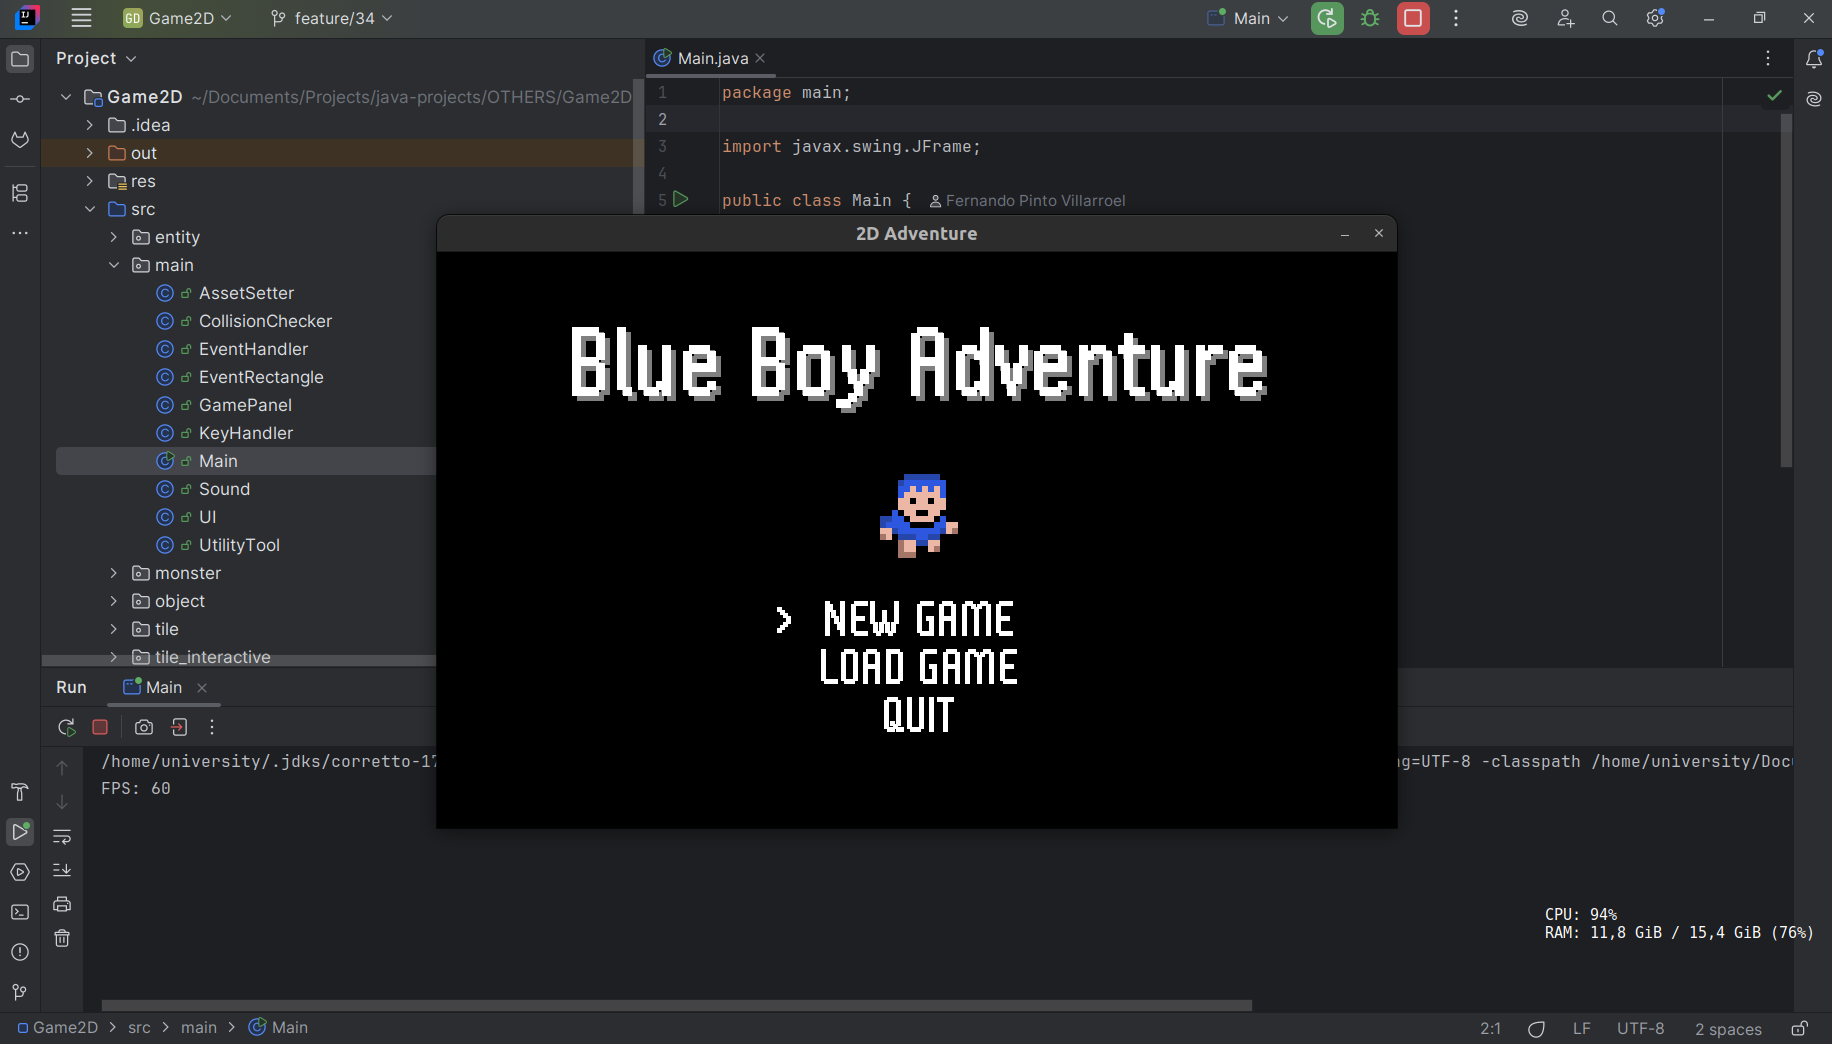 GD Game2D feature/34 Main
Project
Main.java
Game2D ~/Documents/Projects/java-projects/OTHERS/Game2D
.idea
out
res
src
entity
main
AssetSetter
CollisionChecker
EventHandler
EventRectangle
GamePanel
KeyHandler
Main
Sound
UI
UtilityTool
monster
object
tile
tile_interactive
1 package main;
2
3 import javax.swing.JFrame;
4
5 public class Main { Fernando Pinto Villarroel
2D Adventure
Blue Boy Adventure
> NEW GAME
LOAD GAME
QUIT
Run Main
/home/university/.jdks/corretto-17
ng=UTF-8 -classpath /home/university/Doc
FPS: 60
CPU: 94%
RAM: 11,8 GiB / 15,4 GiB (76%)
Game2D > src > main > Main
2:1 LF UTF-8 2 spaces